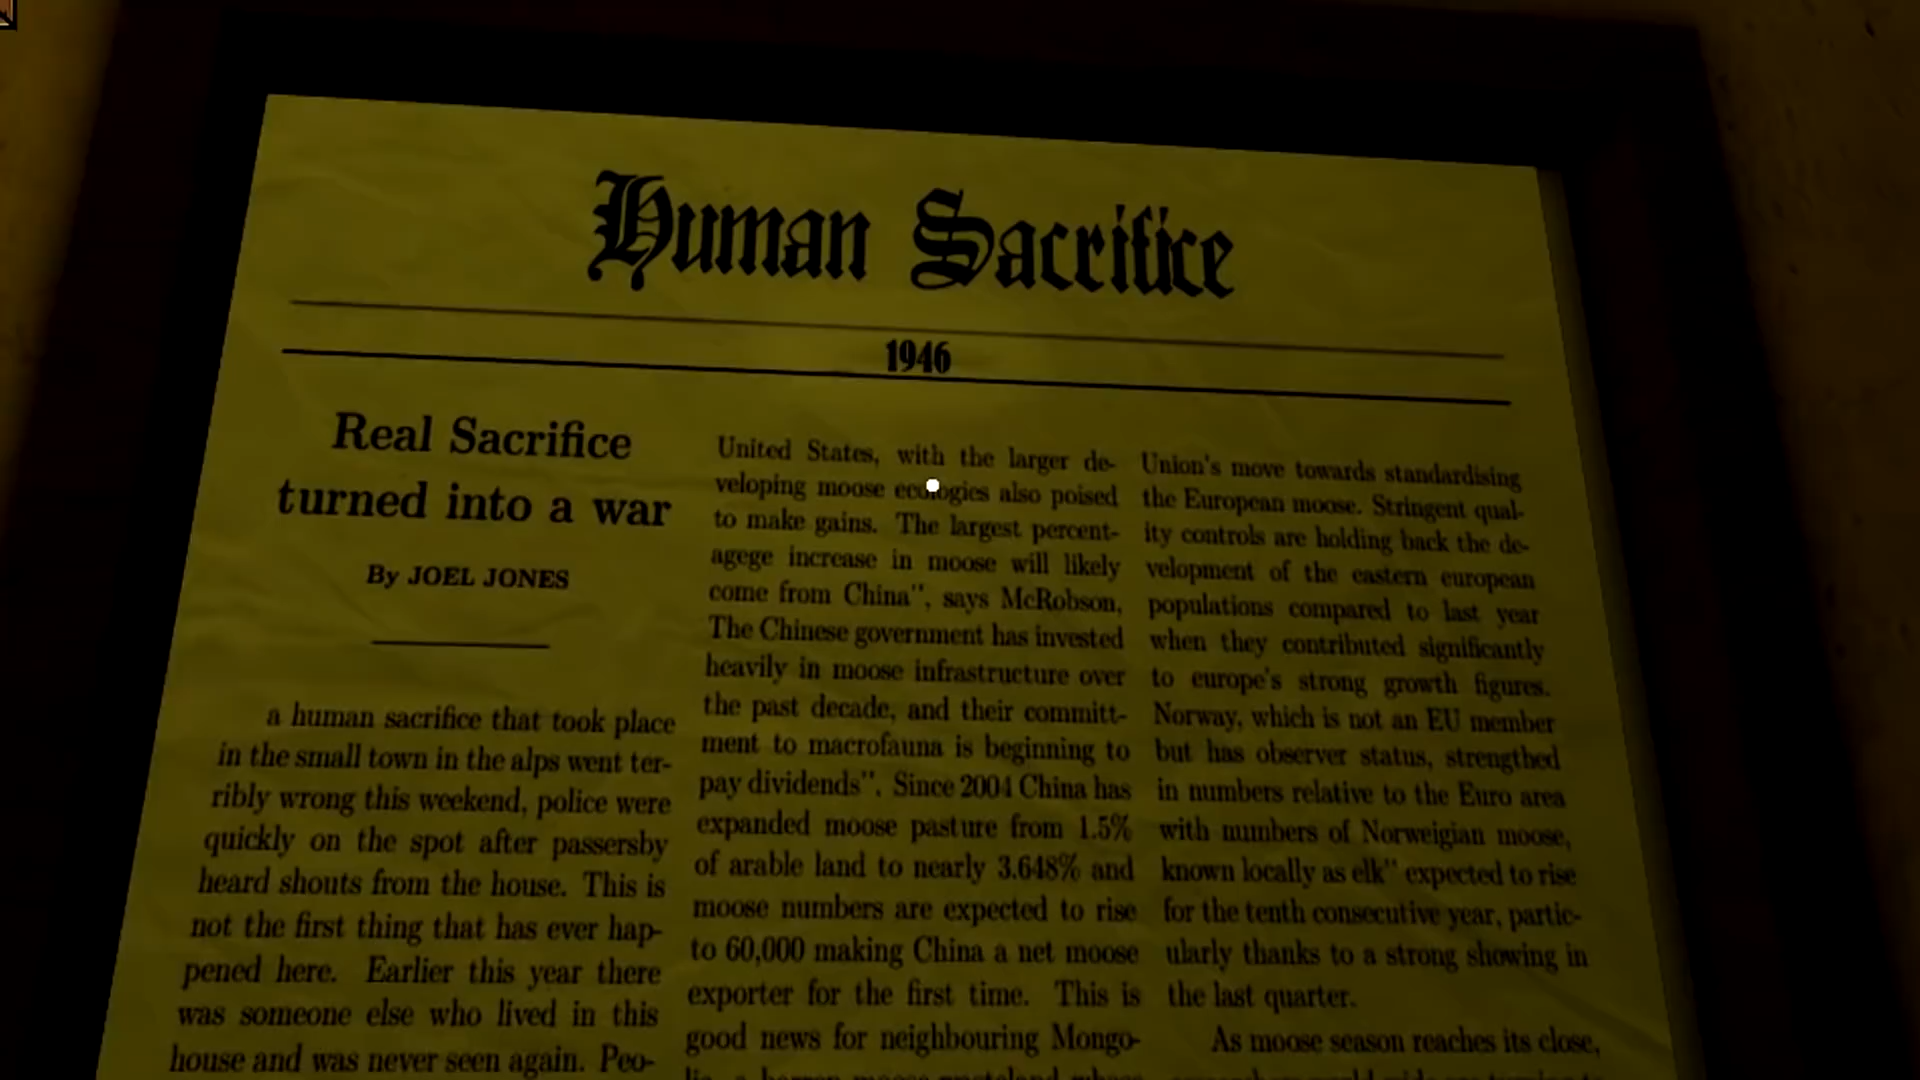 Human Sacrifice
1946
Real Sacrifice
turned into a war
By JOEL JONES
a human sacrifice that took place
in the small town in the alps went ter-
ribly wrong this weekend, police were
quickly on the spot after passersby
heard shouts from the house. This is
not the first thing that has ever hap-
pened here. Earlier this year there
was someone else who lived in this
house and was never seen again. Peo-
United States, with the larger de-
veloping moose ecologies also poised
to make gains. The largest percent-
agege increase in moose will likely
come from China", says McRobson,
The Chinese government has invested
heavily in moose infrastructure over
the past decade, and their committ-
ment to macrofauna is beginning to
pay dividends". Since 2004 China has
expanded moose pasture from 1.5%
of arable land to nearly 3.648% and
moose numbers are expected to rise
to 60,000 making China a net moose
exporter for the first time. This is
good news for neighbouring Mongo-
Union's move towards standardising
the European moose. Stringent qual-
ity controls are holding back the de-
velopment of the eastern european
populations compared to last year
when they contributed significantly
to europe's strong growth figures.
Norway, which is not an EU member
but has observer status, strengthed
in numbers relative to the Euro area
with numbers of Norweigian moose,
known locally as elk" expected to rise
for the tenth consecutive year, partic-
ularly thanks to a strong showing in
the last quarter.
As moose season reaches its close,